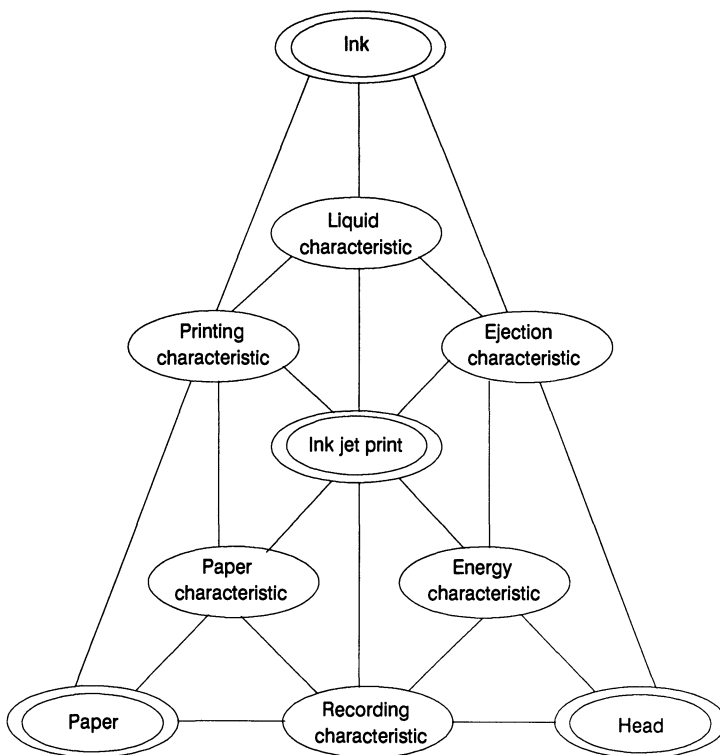 Ink
Liquid
characteristic
Printing
characteristic
Ejection
characteristic
Ink jet print
Paper
characteristic
Energy
characteristic
Paper
Recording
characteristic
Head